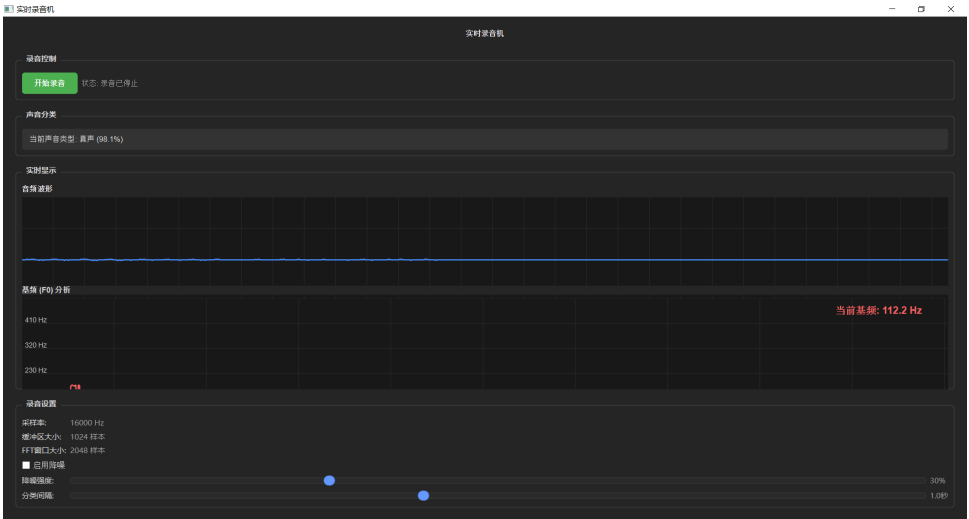 实时录音机
实时录音机
录音控制
开始录音 状态: 录音已停止
声音分类
当前声音类型: 真声 (98.1%)
实时显示
音频波形
基频 (F0) 分析
当前基频: 112.2 Hz
410 Hz
320 Hz
230 Hz
录音设置
采样率: 16000 Hz
缓冲区大小: 1024 样本
FFT窗口大小: 2048 样本
启用降噪
降噪强度: 30%
分类间隔: 1.0秒